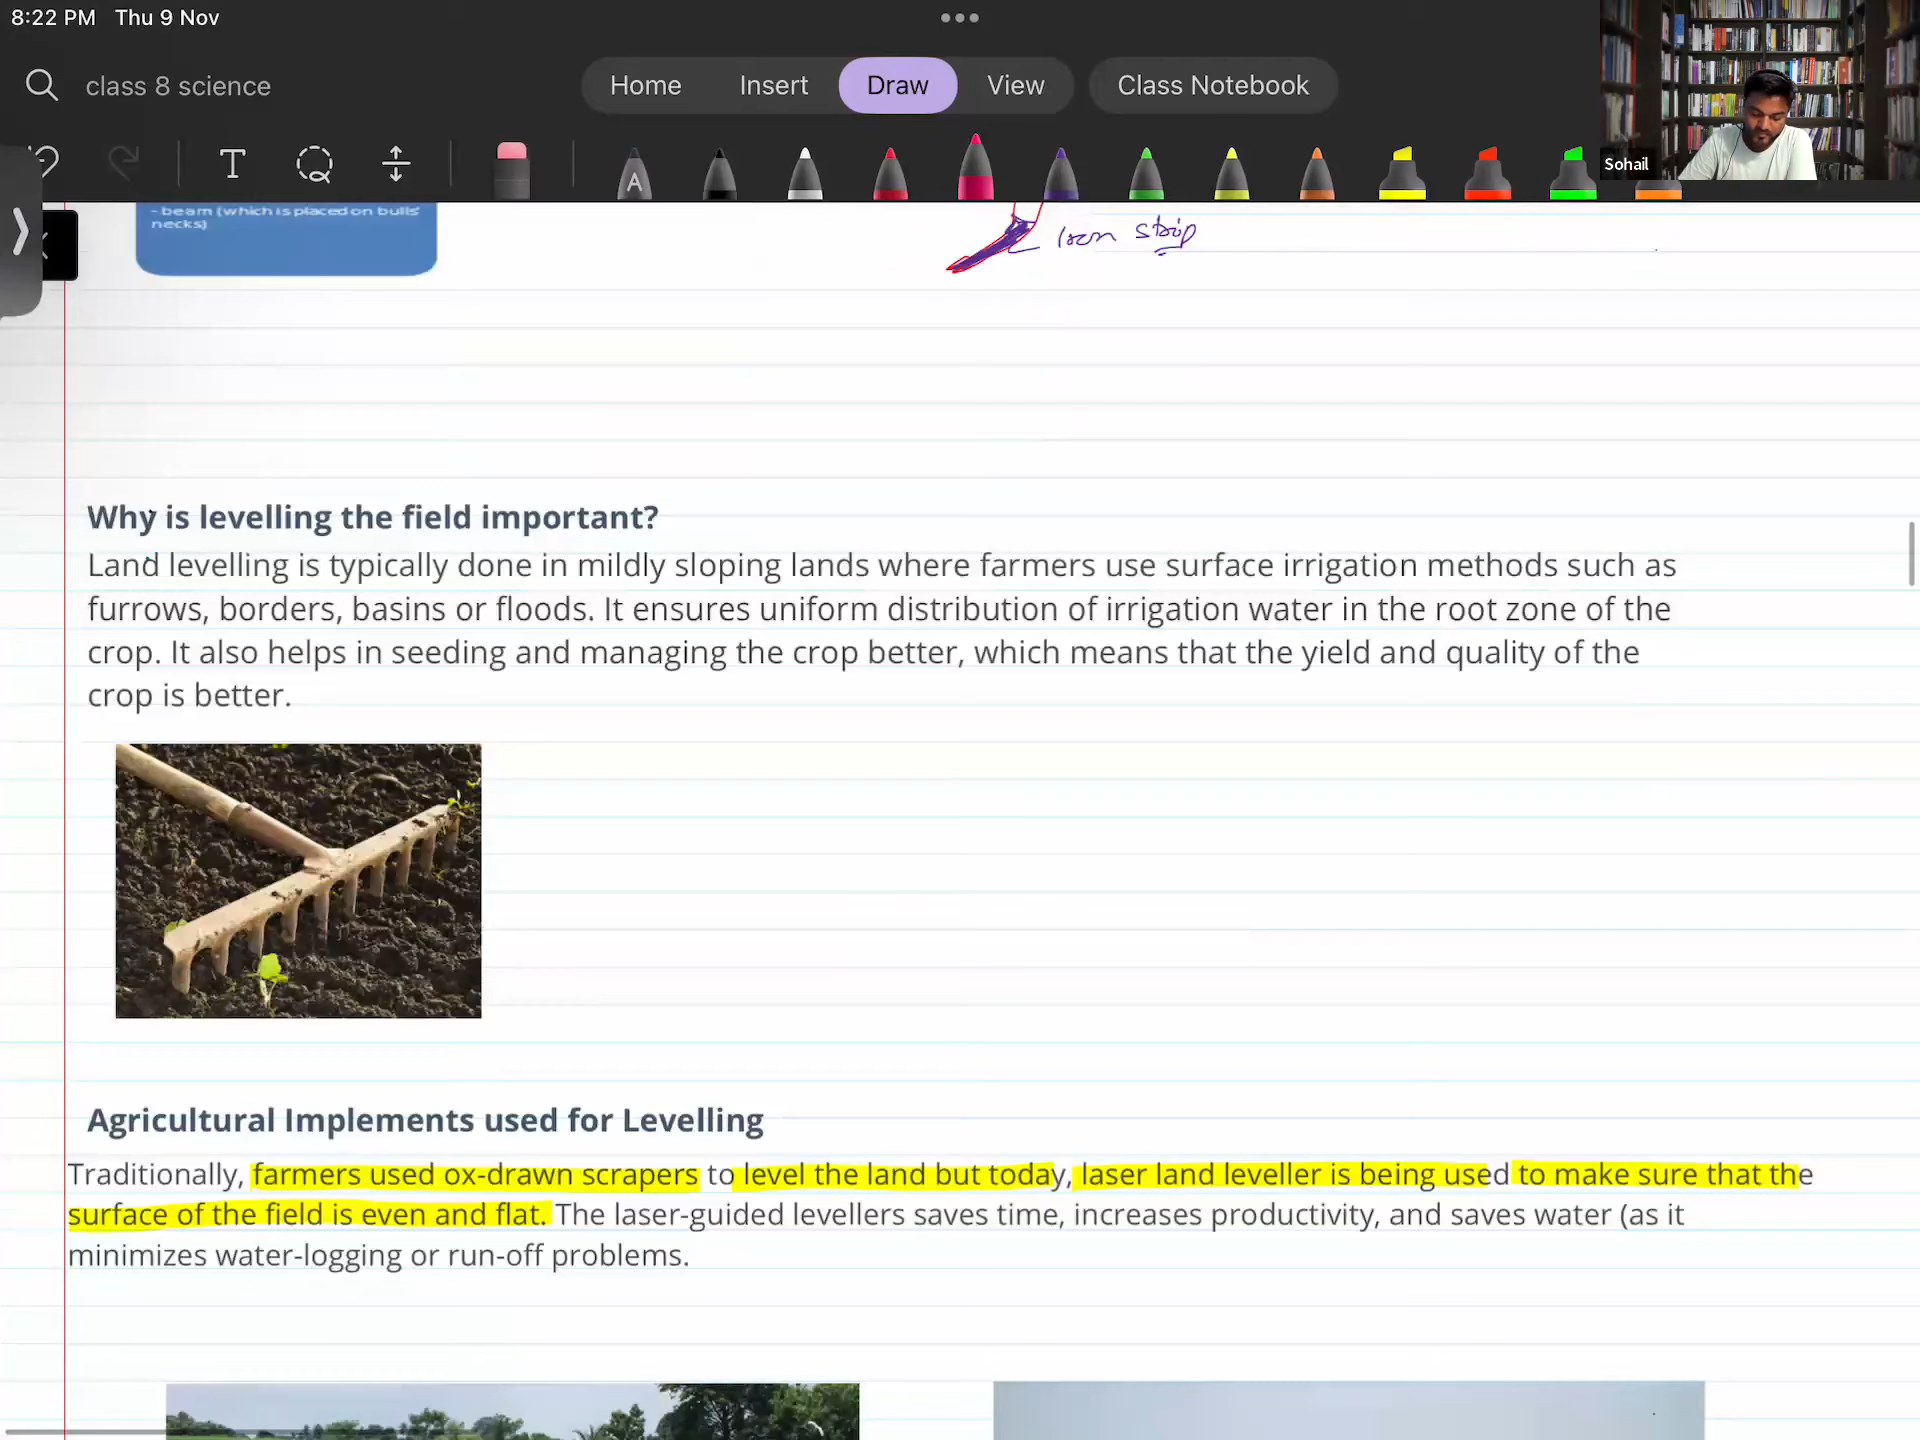 8:22 PM Thu 9 Nov
class 8 science
Home Insert Draw View Class Notebook
T
A
Sohail
- beam (which is placed on bulls'
necks)
Iron strip
Why is levelling the field important?
Land levelling is typically done in mildly sloping lands where farmers use surface irrigation methods such as
furrows, borders, basins or floods. It ensures uniform distribution of irrigation water in the root zone of the
crop. It also helps in seeding and managing the crop better, which means that the yield and quality of the
crop is better.
Agricultural Implements used for Levelling
Traditionally, farmers used ox-drawn scrapers to level the land but today, laser land leveller is being used to make sure that the
surface of the field is even and flat. The laser-guided levellers saves time, increases productivity, and saves water (as it
minimizes water-logging or run-off problems.